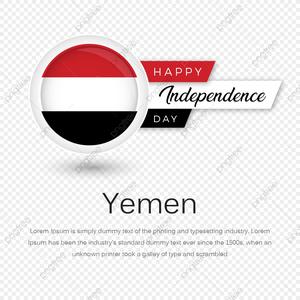 HAPPY
Independence
DAY
Yemen
Lorem Ipsum is simply dummy text of the printing and typesetting industry. Lorem
Ipsum has been the industry's standard dummy text ever since the 1500s, when an
unknown printer took a galley of type and scrambled
pngtree